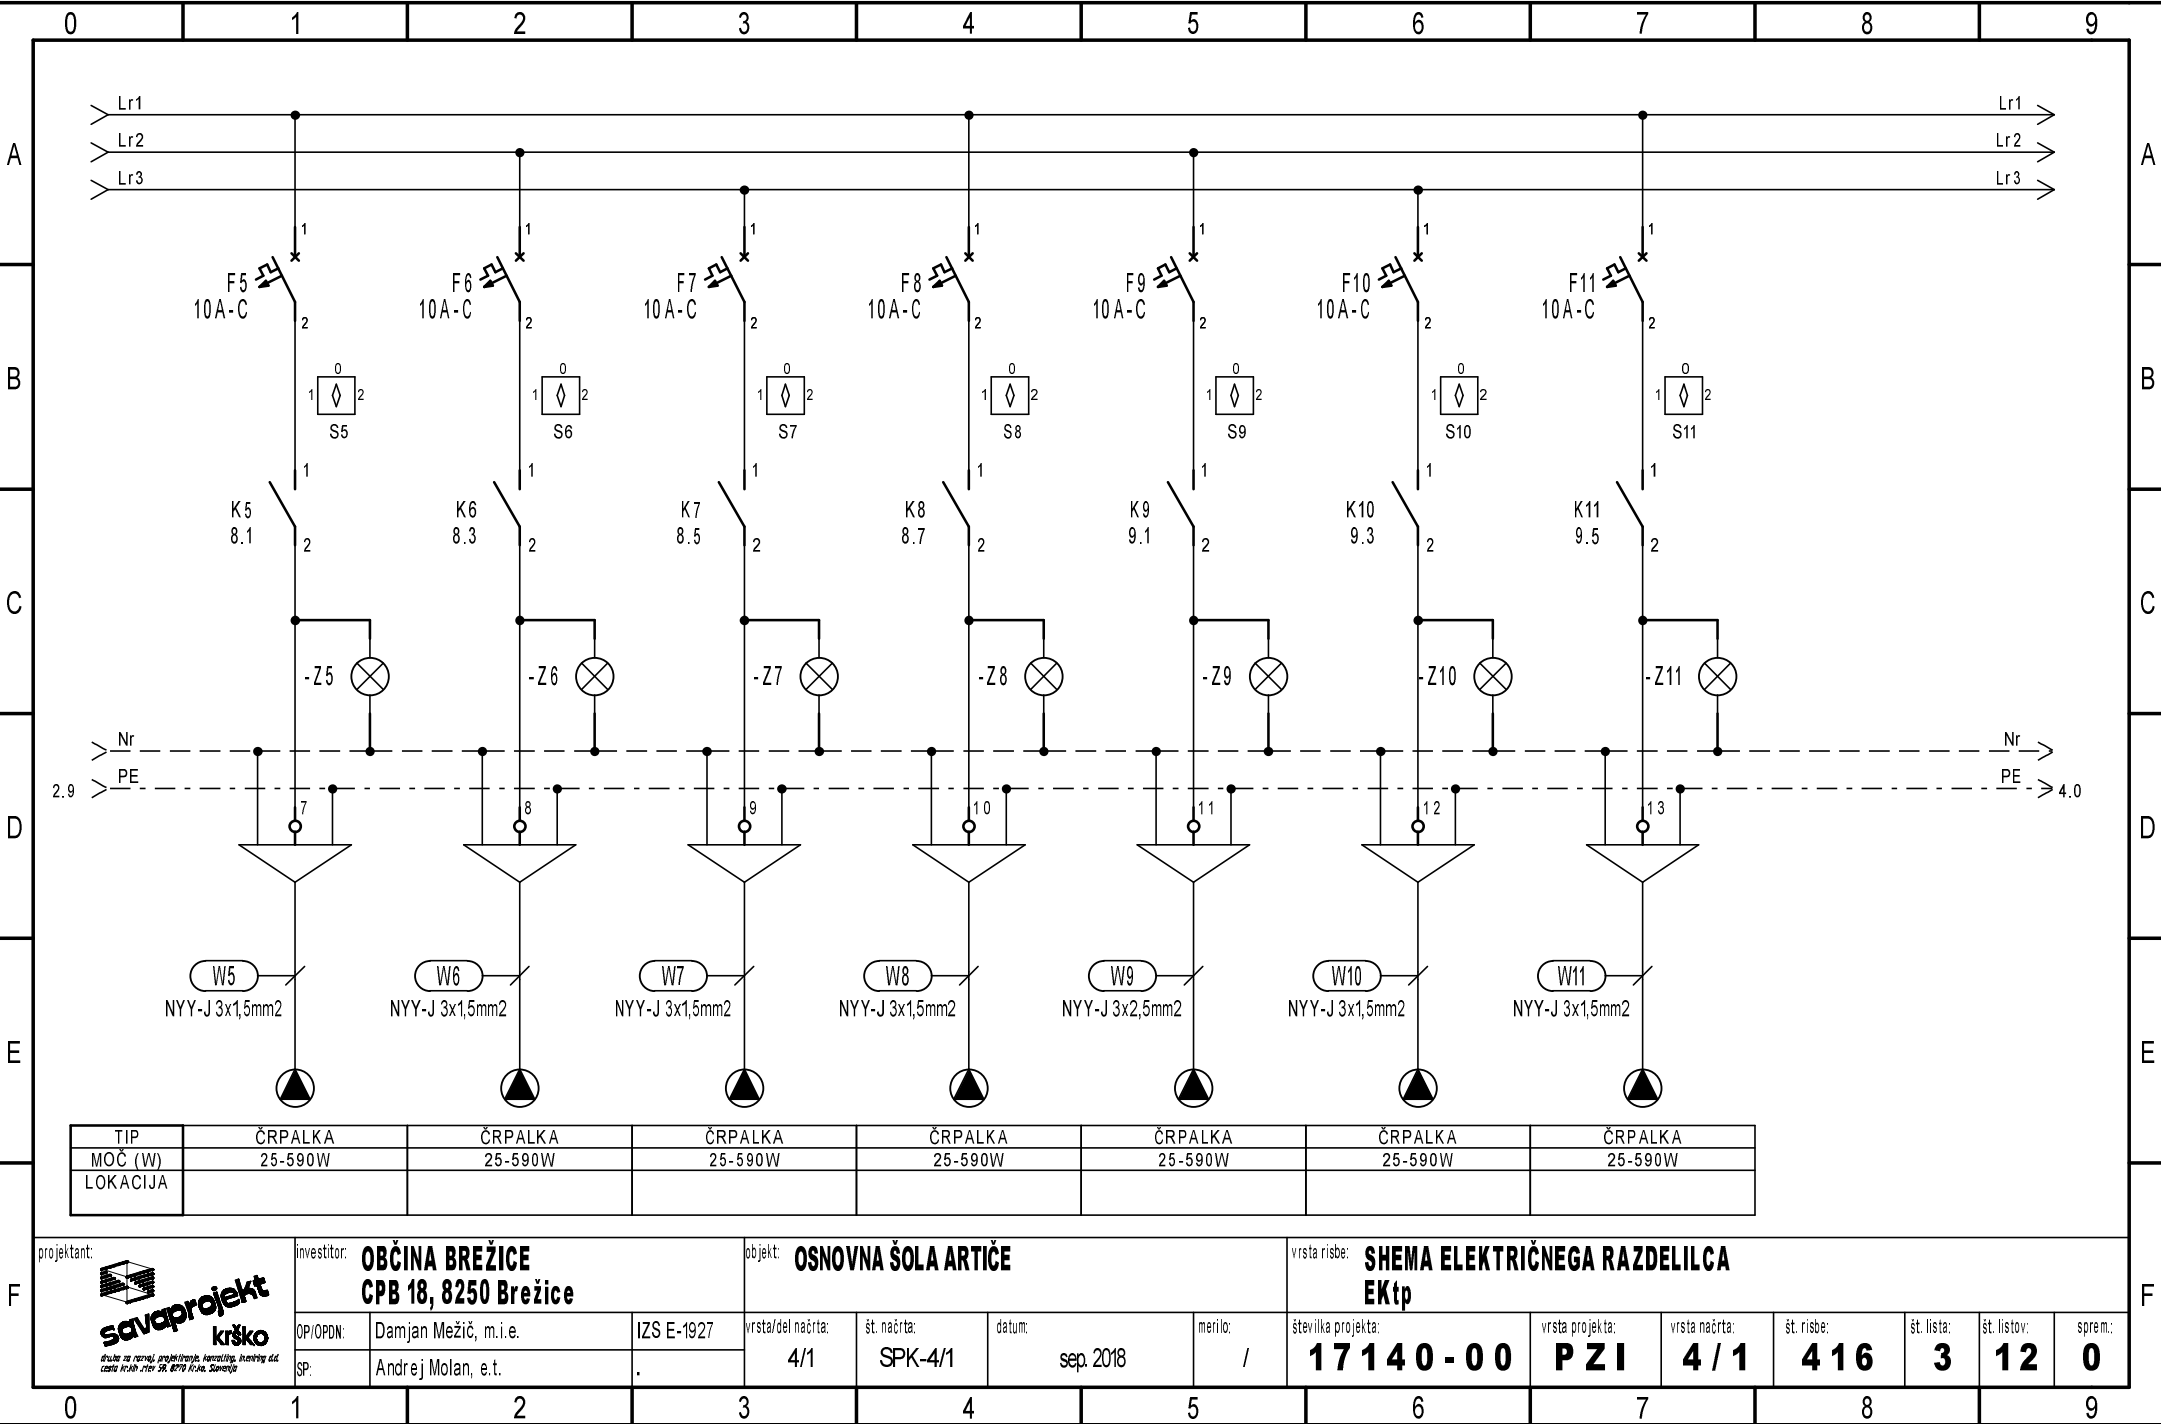 0 1 2 3 4 5 6 7 8 9
Lr1 Lr1
Lr2 Lr2
Lr3 Lr3
A A
1 1 1 1 1 1 1
F5 F6 F7 F8 F9 F10 F11
10A-C 10A-C 10A-C 10A-C 10A-C 10A-C 10A-C
2 2 2 2 2 2 2
0 0 0 0 0 0 0
B B
1 2 1 2 1 2 1 2 1 2 1 2 1 2
S5 S6 S7 S8 S9 S10 S11
1 1 1 1 1 1 1
K5 K6 K7 K8 K9 K10 K11
8.1 8.3 8.5 8.7 9.1 9.3 9.5
2 2 2 2 2 2 2
C C
-Z5 -Z6 -Z7 -Z8 -Z9 -Z10 -Z11
Nr Nr
PE PE
2.9 4.0
7 8 9 10 11 12 13
D D
W5 W6 W7 W8 W9 W10 W11
NYY-J 3x1,5mm2 NYY-J 3x1,5mm2 NYY-J 3x1,5mm2 NYY-J 3x1,5mm2 NYY-J 3x2,5mm2 NYY-J 3x1,5mm2 NYY-J 3x1,5mm2
E E
TIP ČRPALKA ČRPALKA ČRPALKA ČRPALKA ČRPALKA ČRPALKA ČRPALKA
MOČ (W) 25-590W 25-590W 25-590W 25-590W 25-590W 25-590W 25-590W
LOKACIJA
F F
projektant:
savaprojekt
krško
investitor: OBČINA BREŽICE
CPB 18, 8250 Brežice
objekt: OSNOVNA ŠOLA ARTIČE
vrsta risbe: SHEMA ELEKTRIČNEGA RAZDELILCA
EKtp
OP/OPDN: Damjan Mežič, m.i.e. IZS E-1927
SP: Andrej Molan, e.t. .
vrsta/del načrta: 4/1
št. načrta: SPK-4/1
datum: sep. 2018
merilo: /
številka projekta: 17140-00
vrsta projekta: PZI
vrsta načrta: 4/1
št. risbe: 416
št. lista: 3
št. listov: 12
sprem.: 0
0 1 2 3 4 5 6 7 8 9